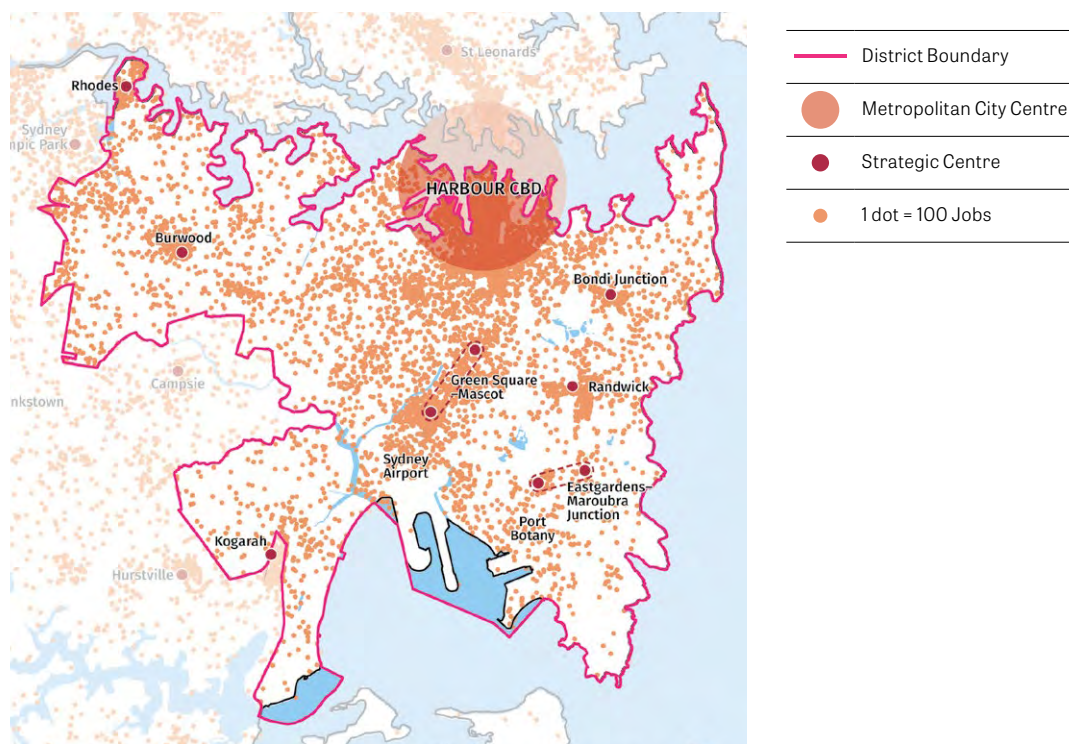 St Leonards
Rhodes
Sydney
mpic Park
HARBOUR CBD
Burwood
Bondi Junction
Campsie
nkstown
Green Square
–Mascot
Randwick
Sydney
Airport
Eastgardens–
Maroubra
Junction
Port
Botany
Kogarah
Hurstville
District Boundary
Metropolitan City Centre
Strategic Centre
1 dot = 100 Jobs